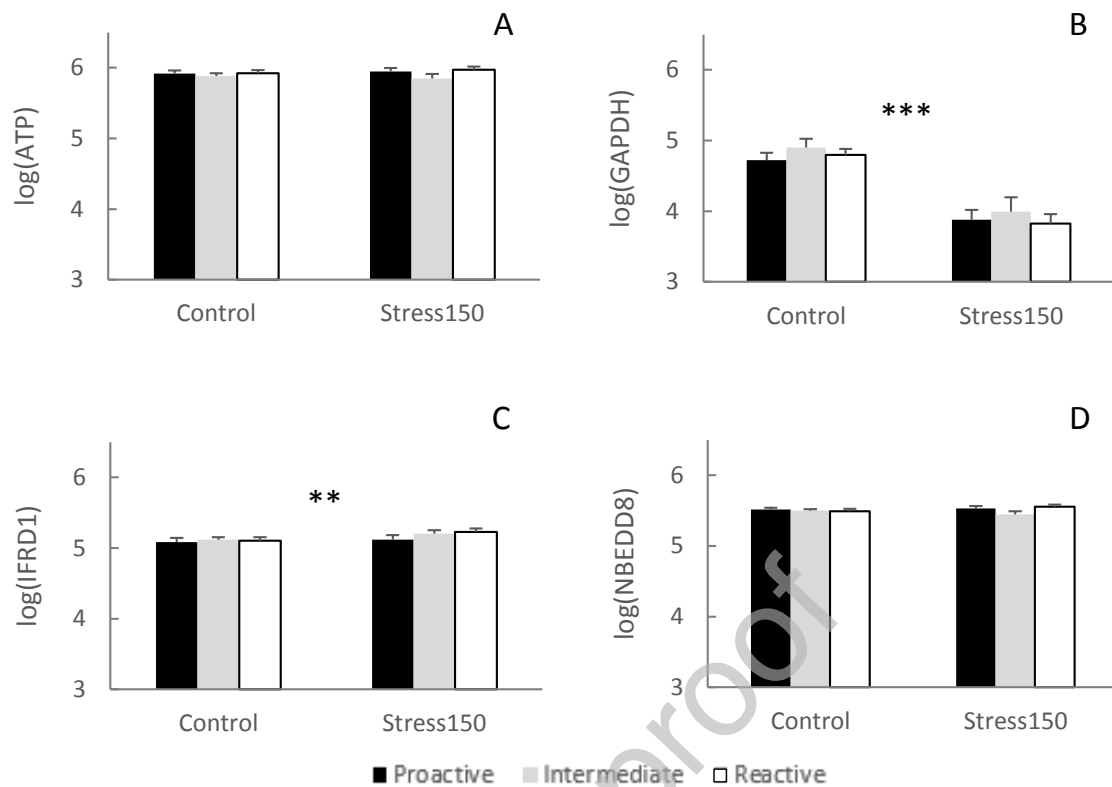 A
log(ATP)
6
5
4
3
Control Stress150
B
log(GAPDH)
6
5
4
3
***
Control Stress150
C
log(IFRD1)
6
5
4
3
**
Control Stress150
D
log(NBEDD8)
6
5
4
3
Control Stress150
Proactive Intermediate Reactive
proof